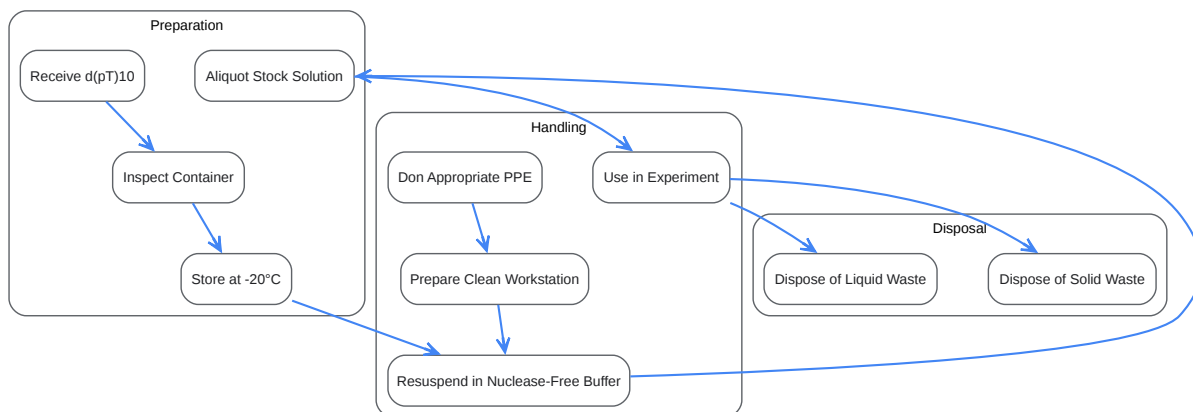 Preparation
Receive d(pT)10
Aliquot Stock Solution
Inspect Container
Store at -20°C
Handling
Don Appropriate PPE
Use in Experiment
Prepare Clean Workstation
Resuspend in Nuclease-Free Buffer
Disposal
Dispose of Liquid Waste
Dispose of Solid Waste